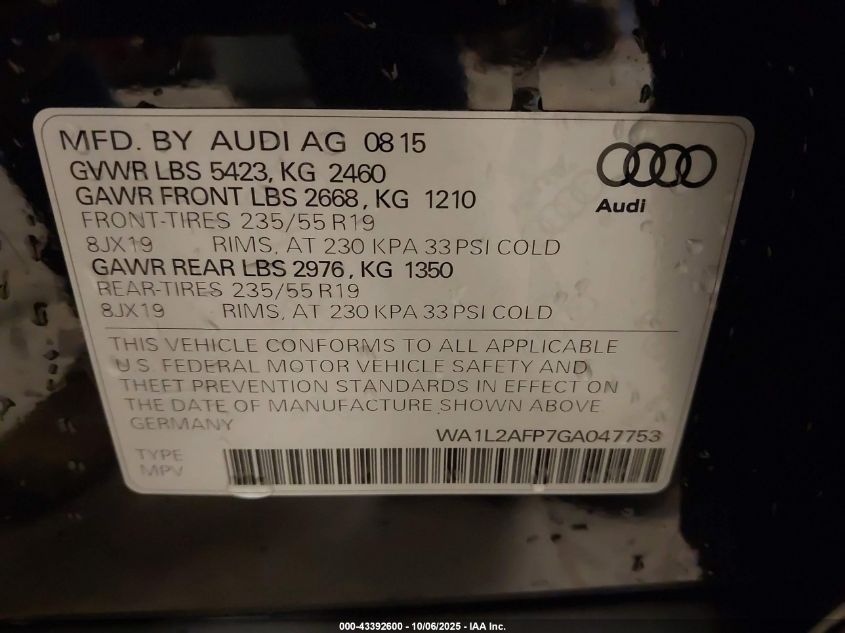 MFD. BY AUDI AG 08 15
GVWR LBS 5423, KG 2460
GAWR FRONT LBS 2668, KG 1210
FRONT-TIRES 235/55 R19
8JX19 RIMS, AT 230 KPA 33 PSI COLD
GAWR REAR LBS 2976, KG 1350
REAR-TIRES 235/55 R19
8JX19 RIMS, AT 230 KPA 33 PSI COLD
Audi
THIS VEHICLE CONFORMS TO ALL APPLICABLE
U.S. FEDERAL MOTOR VEHICLE SAFETY AND
THEFT PREVENTION STANDARDS IN EFFECT ON
THE DATE OF MANUFACTURE SHOWN ABOVE.
GERMANY
WA1L2AFP7GA047753
TYPE
MPV
000-43392600 - 10/06/2025 - IAA Inc.